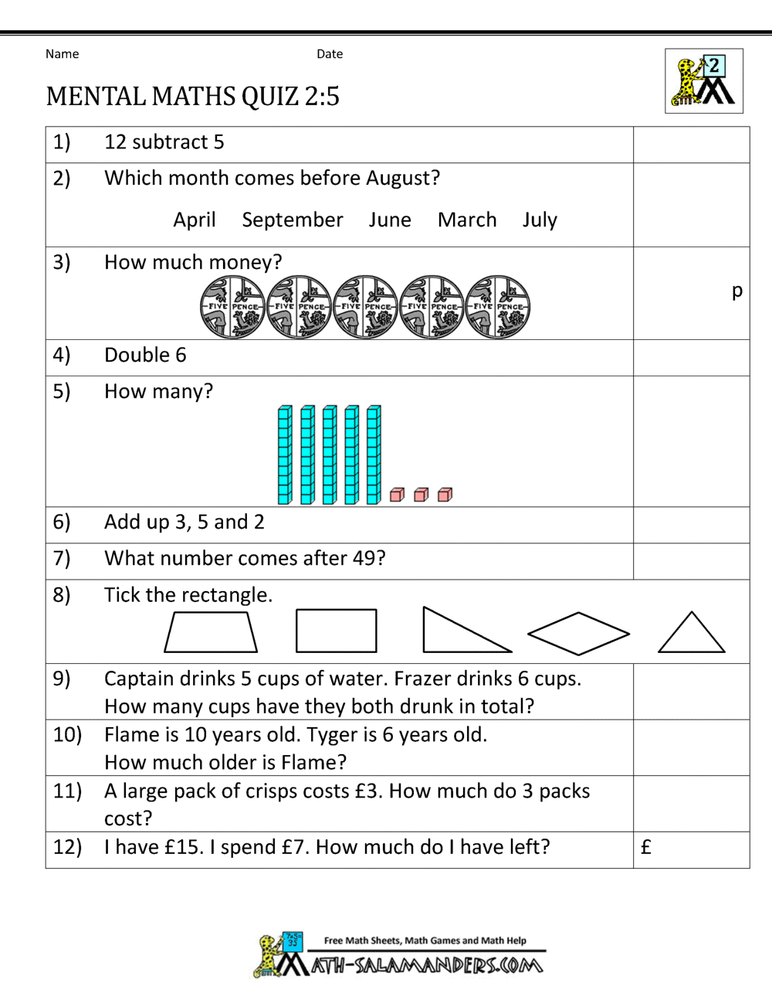 Name Date
2
MENTAL MATHS QUIZ 2:5
1) 12 subtract 5
2) Which month comes before August?
April September June March July
3) How much money?
FIVE PENCE FIVE PENCE FIVE PENCE FIVE PENCE FIVE PENCE
p
4) Double 6
5) How many?
6) Add up 3, 5 and 2
7) What number comes after 49?
8) Tick the rectangle.
9) Captain drinks 5 cups of water. Frazer drinks 6 cups.
How many cups have they both drunk in total?
10) Flame is 10 years old. Tyger is 6 years old.
How much older is Flame?
11) A large pack of crisps costs £3. How much do 3 packs
cost?
12) I have £15. I spend £7. How much do I have left? £
7x5=
35
Free Math Sheets, Math Games and Math Help
MATH-SALAMANDERS.COM